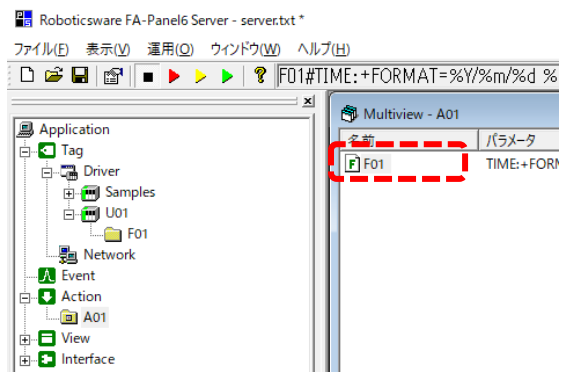 Roboticsware FA-Panel6 Server - server.txt *
ファイル(F) 表示(V) 運用(O) ウィンドウ(W) ヘルプ(H)
F01#TIME:+FORMAT=%Y/%m/%d %
Application
Tag
Driver
Samples
U01
F01
Network
Event
Action
A01
View
Interface
Multiview - A01
名前 パラメータ
F01 TIME:+FORM